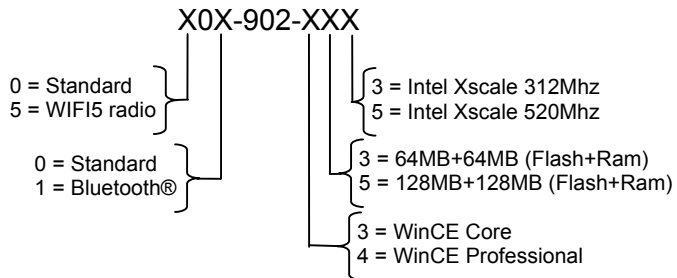 X0X-902-XXX
0 = Standard
5 = WIFI5 radio
3 = Intel Xscale 312Mhz
5 = Intel Xscale 520Mhz
0 = Standard
1 = Bluetooth®
3 = 64MB+64MB (Flash+Ram)
5 = 128MB+128MB (Flash+Ram)
3 = WinCE Core
4 = WinCE Professional